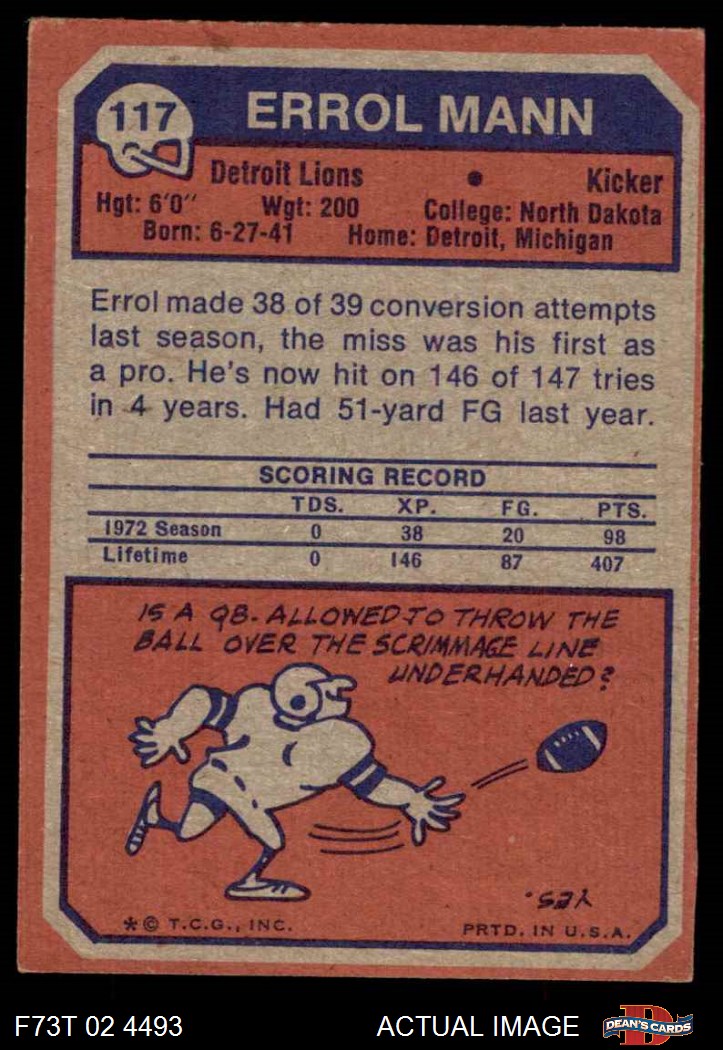 117
ERROL MANN
Detroit Lions • Kicker
Hgt: 6'0" Wgt: 200 College: North Dakota
Born: 6-27-41 Home: Detroit, Michigan
Errol made 38 of 39 conversion attempts
last season, the miss was his first as
a pro. He's now hit on 146 of 147 tries
in 4 years. Had 51-yard FG last year.
SCORING RECORD
TDS. XP. FG. PTS.
1972 Season 0 38 20 98
Lifetime 0 146 87 407
IS A QB. ALLOWED TO THROW THE
BALL OVER THE SCRIMMAGE LINE
UNDERHANDED?
YES.
* © T.C.G., INC. PRTD. IN U.S.A.
F73T 02 4493 ACTUAL IMAGE D DEAN'S CARDS